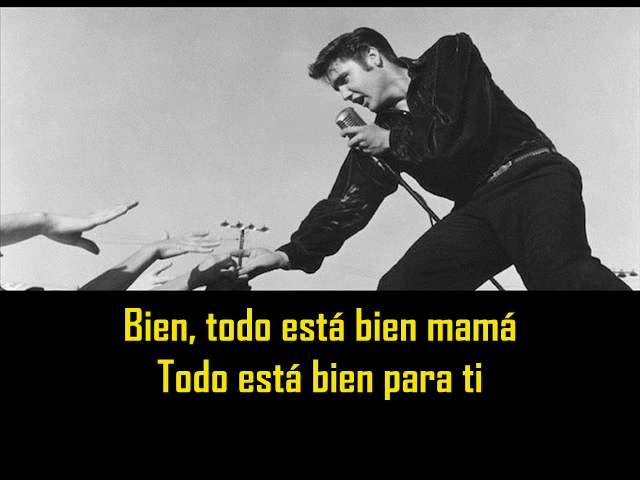 Bien, todo está bien mamá
Todo está bien para ti